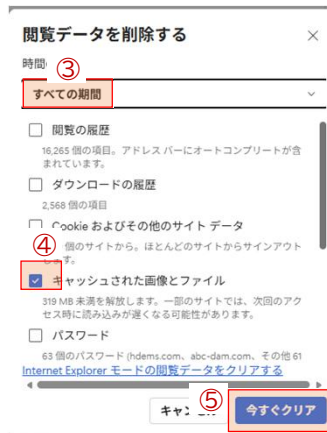 閲覧データを削除する
時間
③
すべての期間
閲覧の履歴
16,265 個の項目。アドレス バーにオートコンプリートが含
まれています。
ダウンロードの履歴
2,568 個の項目
Cookie およびその他のサイト データ
④
個のサイトから。ほとんどのサイトからサインアウト
します。
キャッシュされた画像とファイル
319 MB 未満を解放します。一部のサイトでは、次回のアク
セス時に読み込みが遅くなる可能性があります。
パスワード
63 個のパスワード (hdems.com、abc-dam.com、その他 61
Internet Explorer モードの閲覧データをクリアする
⑤
キャンセル
今すぐクリア